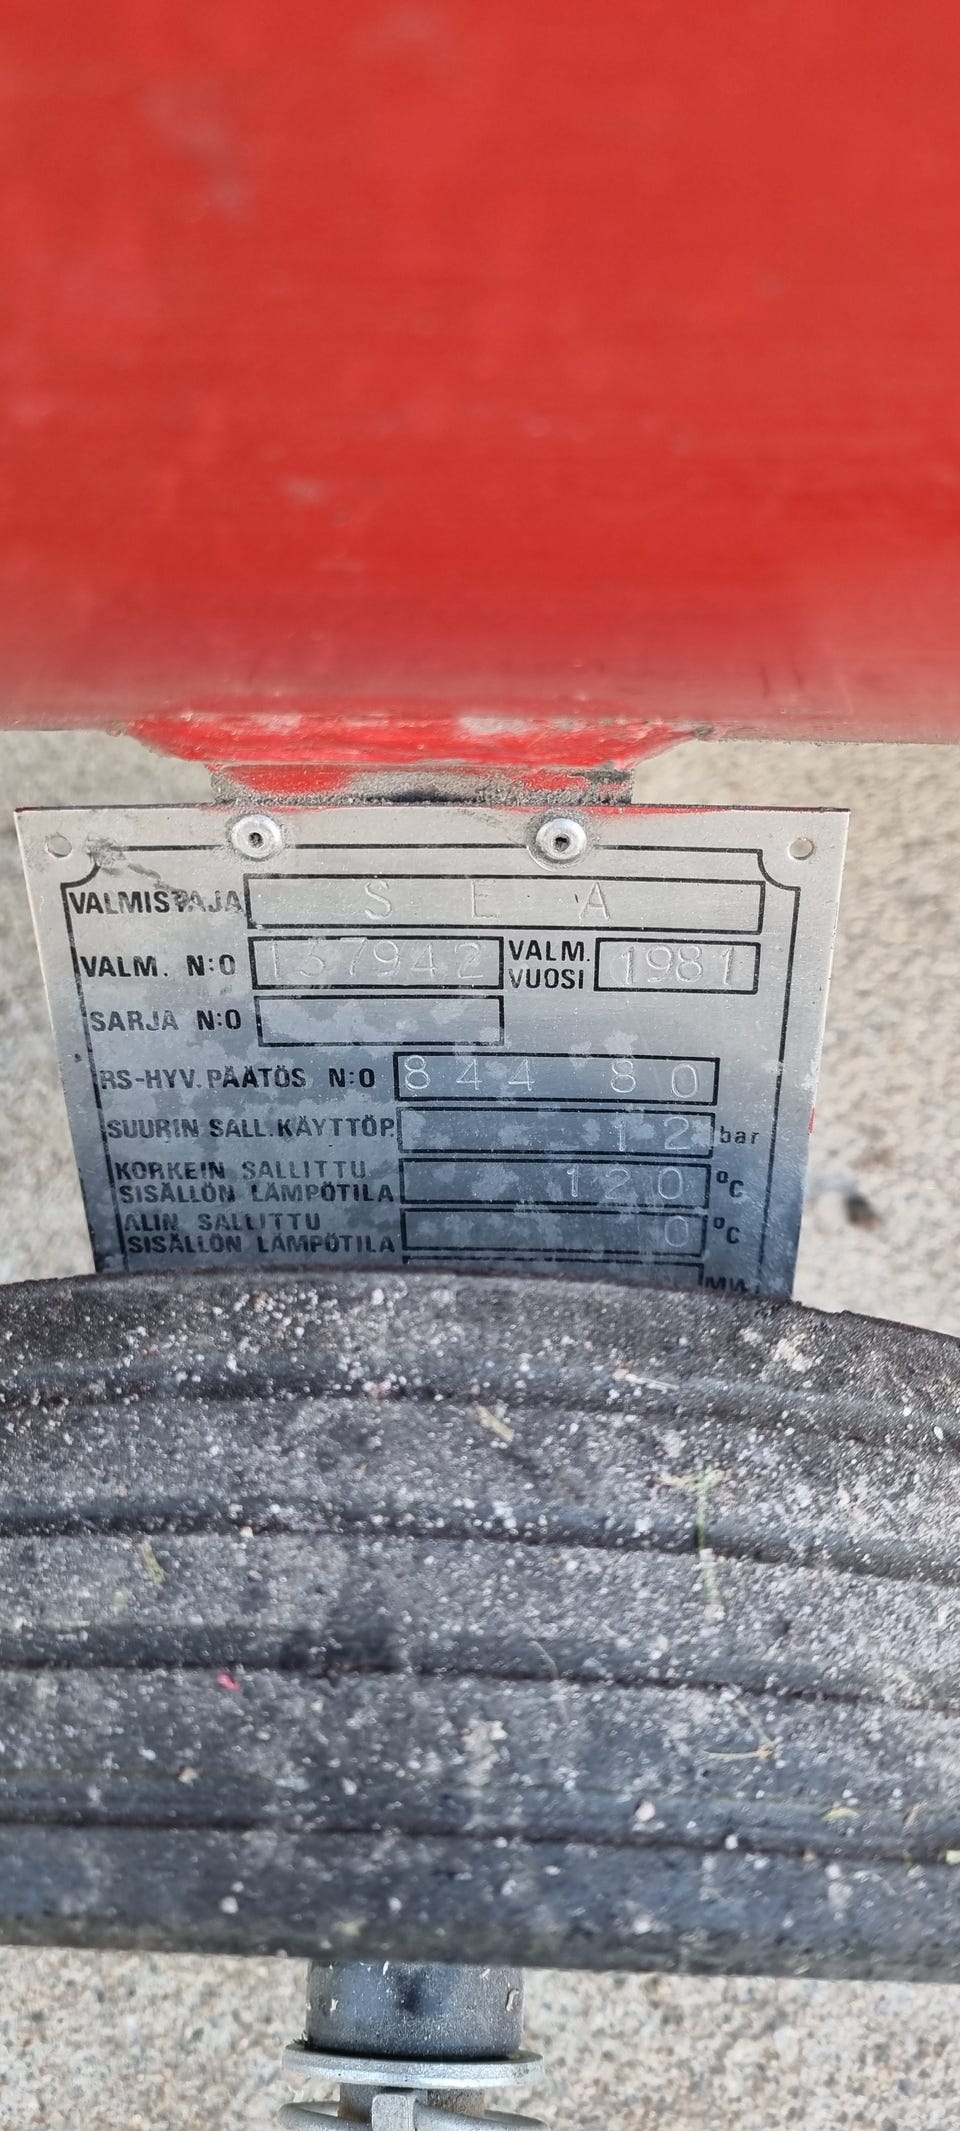 VALMISTAJA S E A
VALM. N:O 137942 VALM. VUOSI 1981
SARJA N:O
RS-HYV. PÄÄTÖS N:O 844 80
SUURIN SALL. KÄYTTÖP. 12 bar
KORKEIN SALLITTU
SISÄLLÖN LÄMPÖTILA 120 °C
ALIN SALLITTU
SISÄLLÖN LÄMPÖTILA 0 °C